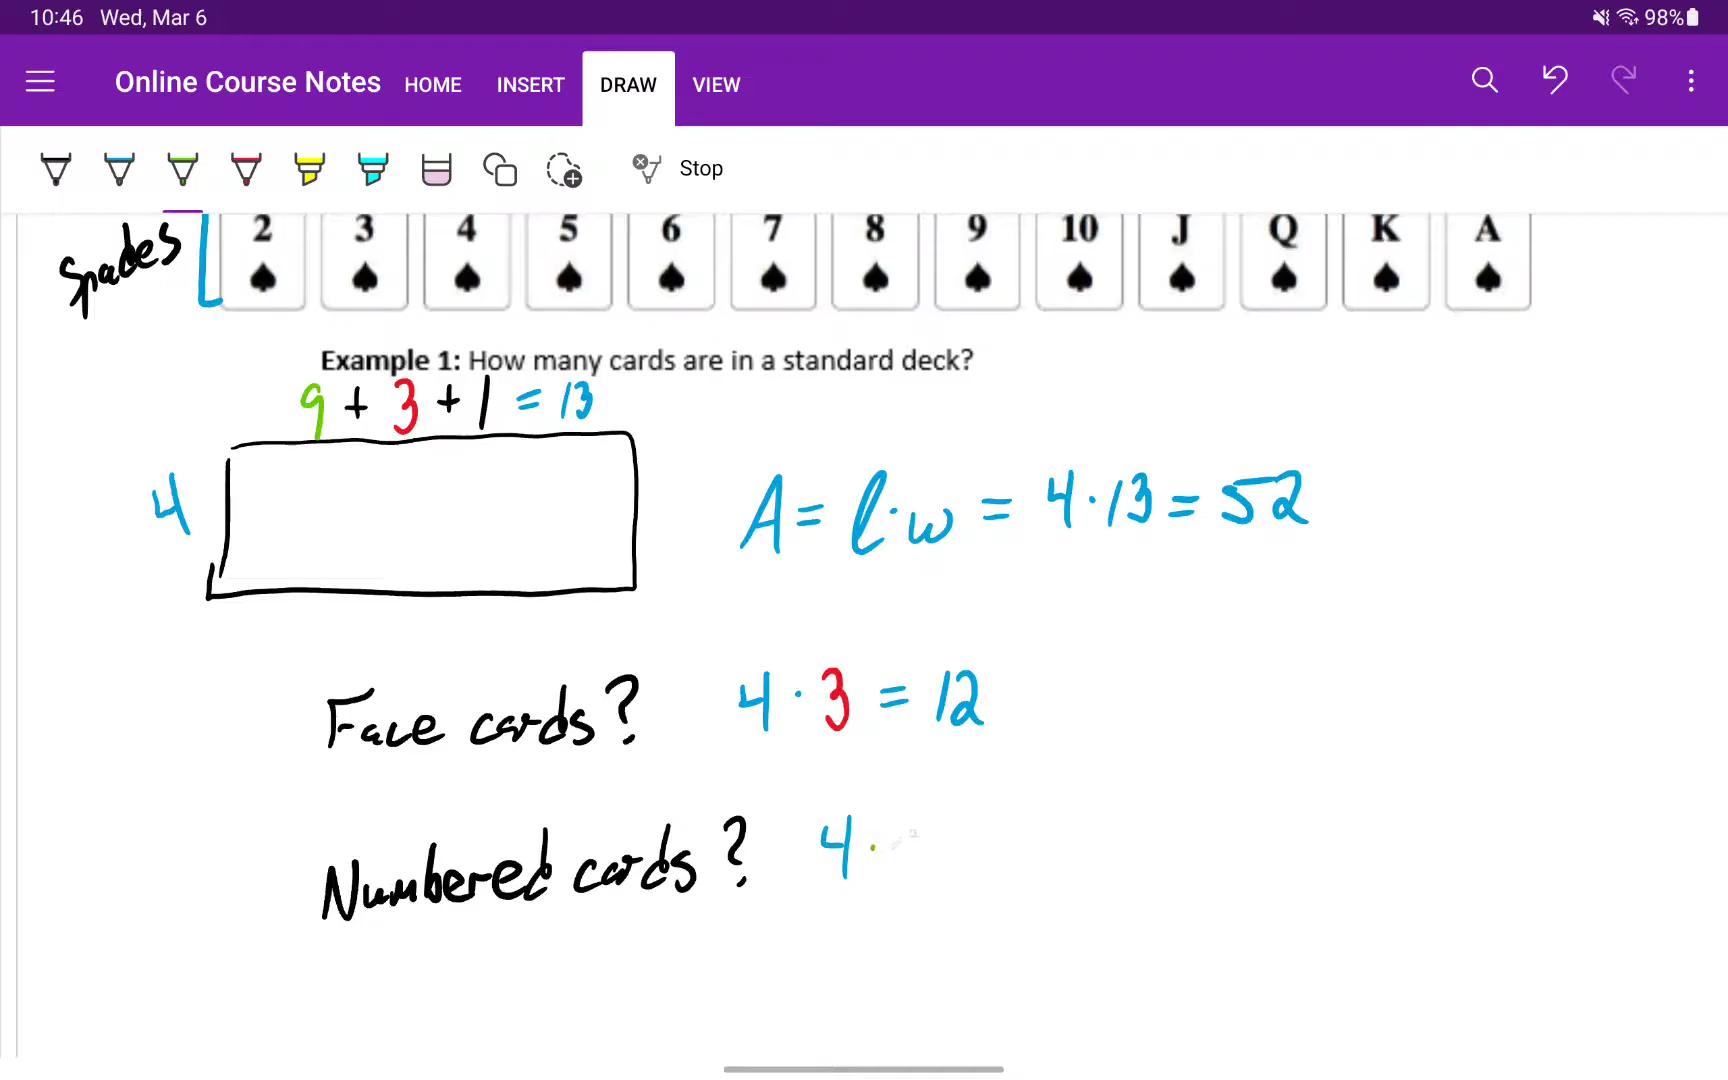 10:46 Wed, Mar 6 98%
Online Course Notes HOME INSERT DRAW VIEW
Stop
Spades 2 3 4 5 6 7 8 9 10 J Q K A
Example 1: How many cards are in a standard deck?
9 + 3 + 1 = 13
4 A = l · w = 4 · 13 = 52
Face cards? 4 · 3 = 12
Numbered cards? 4 ·